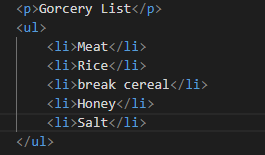 <p>Gorcery List</p>
<ul>
<li>Meat</li>
<li>Rice</li>
<li>break cereal</li>
<li>Honey</li>
<li>Salt</li>
</ul>